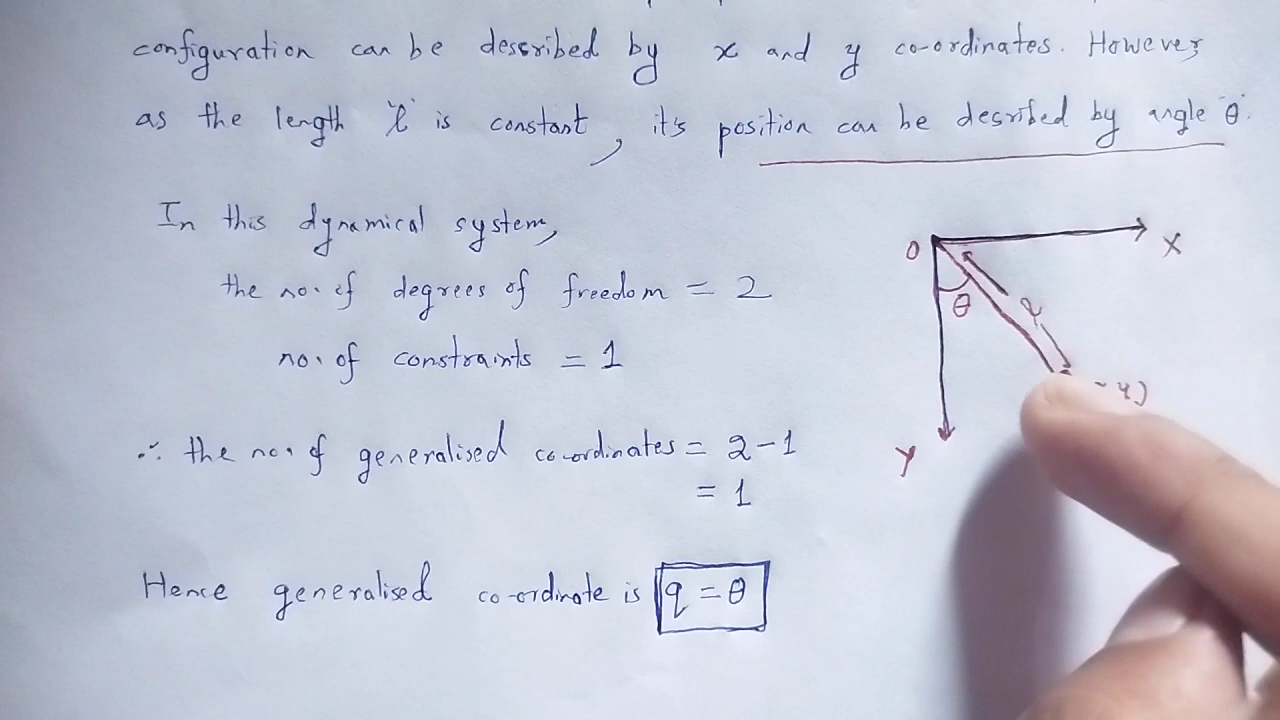 configuration can be described by x and y co-ordinates. However,
as the length 'l' is constant, it's position can be described by angle 'θ'.
In this dynamical system,
the no. of degrees of freedom = 2
no. of constraints = 1
∴ the no. of generalised co-ordinates = 2-1
= 1
Hence generalised co-ordinate is q = θ
O
X
θ
l
y)
Y